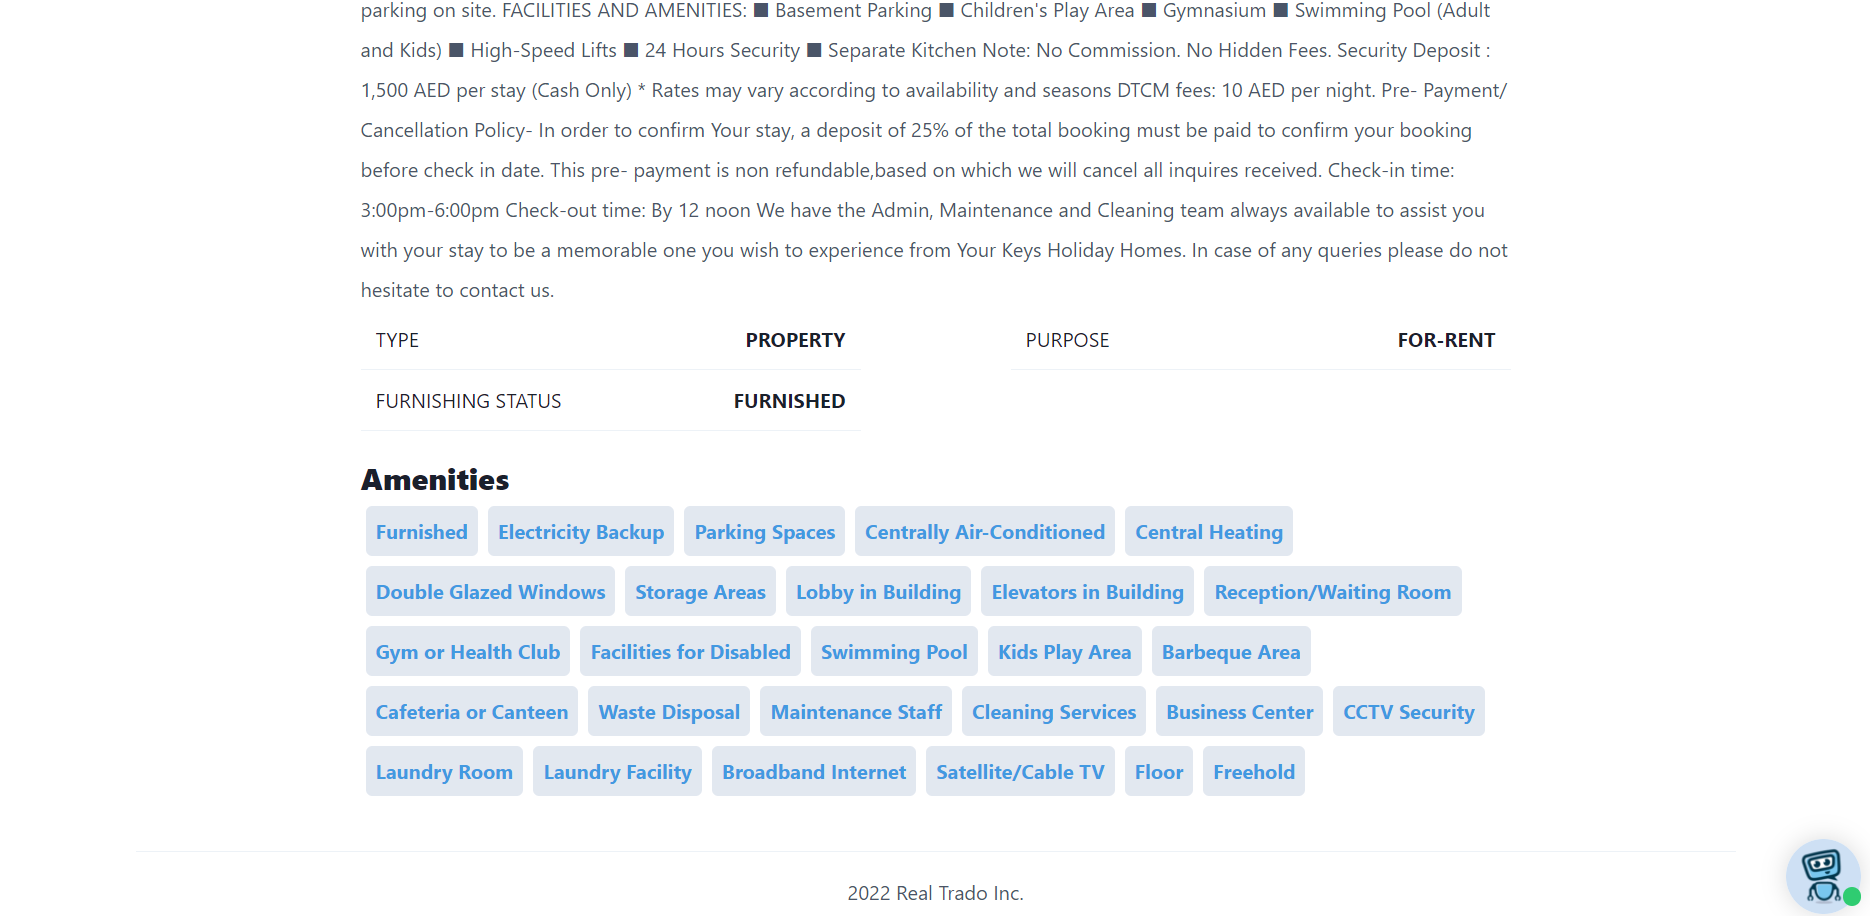 parking on site. FACILITIES AND AMENITIES: ■ Basement Parking ■ Children's Play Area ■ Gymnasium ■ Swimming Pool (Adult
and Kids) ■ High-Speed Lifts ■ 24 Hours Security ■ Separate Kitchen Note: No Commission. No Hidden Fees. Security Deposit :
1,500 AED per stay (Cash Only) * Rates may vary according to availability and seasons DTCM fees: 10 AED per night. Pre- Payment/
Cancellation Policy- In order to confirm Your stay, a deposit of 25% of the total booking must be paid to confirm your booking
before check in date. This pre- payment is non refundable,based on which we will cancel all inquires received. Check-in time:
3:00pm-6:00pm Check-out time: By 12 noon We have the Admin, Maintenance and Cleaning team always available to assist you
with your stay to be a memorable one you wish to experience from Your Keys Holiday Homes. In case of any queries please do not
hesitate to contact us.
TYPE PROPERTY PURPOSE FOR-RENT
FURNISHING STATUS FURNISHED
Amenities
Furnished Electricity Backup Parking Spaces Centrally Air-Conditioned Central Heating
Double Glazed Windows Storage Areas Lobby in Building Elevators in Building Reception/Waiting Room
Gym or Health Club Facilities for Disabled Swimming Pool Kids Play Area Barbeque Area
Cafeteria or Canteen Waste Disposal Maintenance Staff Cleaning Services Business Center CCTV Security
Laundry Room Laundry Facility Broadband Internet Satellite/Cable TV Floor Freehold
2022 Real Trado Inc.